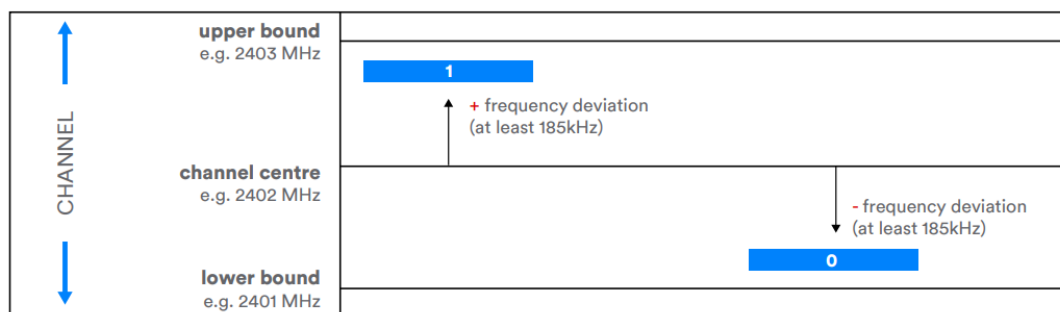 CHANNEL
upper bound
e.g. 2403 MHz
1
+ frequency deviation
(at least 185kHz)
channel centre
e.g. 2402 MHz
- frequency deviation
(at least 185kHz)
0
lower bound
e.g. 2401 MHz